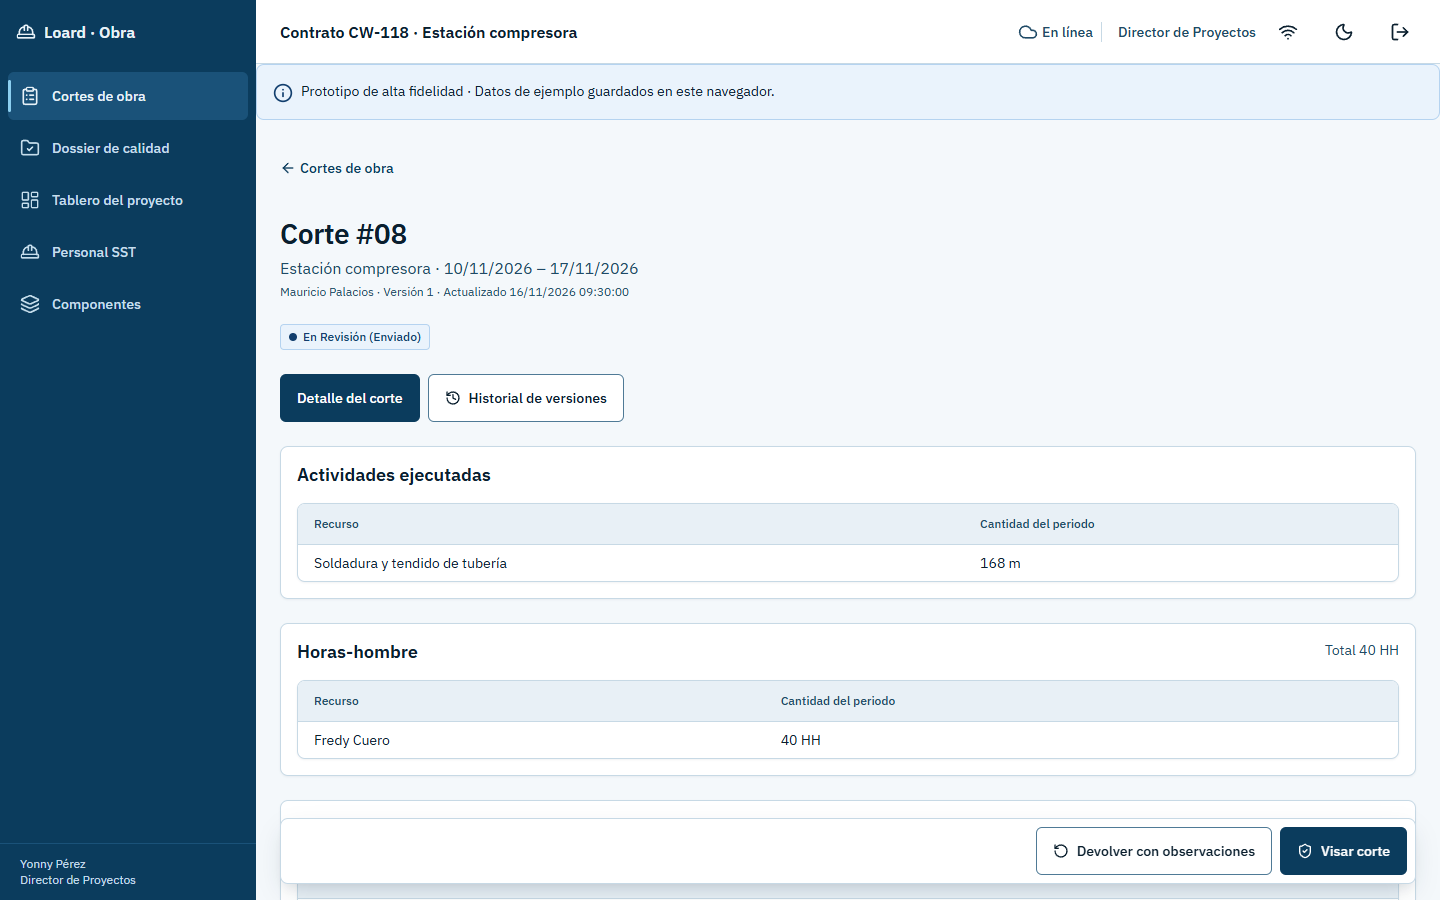 Loard · Obra
Contrato CW-118 · Estación compresora
En línea
Director de Proyectos
Cortes de obra
Dossier de calidad
Tablero del proyecto
Personal SST
Componentes
Yonny Pérez
Director de Proyectos
Prototipo de alta fidelidad · Datos de ejemplo guardados en este navegador.
Cortes de obra
Corte #08
Estación compresora · 10/11/2026 – 17/11/2026
Mauricio Palacios · Versión 1 · Actualizado 16/11/2026 09:30:00
En Revisión (Enviado)
Detalle del corte
Historial de versiones
Actividades ejecutadas
Recurso
Cantidad del periodo
Soldadura y tendido de tubería
168 m
Horas-hombre
Total 40 HH
Recurso
Cantidad del periodo
Fredy Cuero
40 HH
Devolver con observaciones
Visar corte